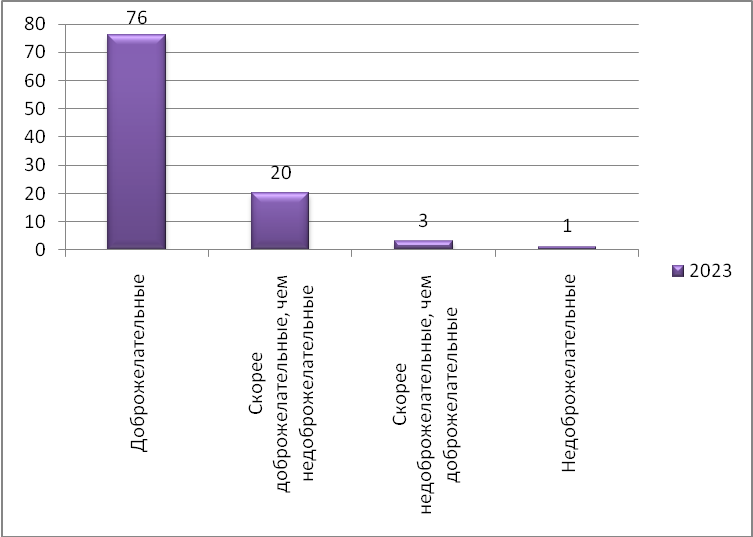 80
70
60
50
40
30
20
10
0
76
20
3
1
Доброжелательные
Скорее
доброжелательные, чем
недоброжелательные
Скорее
недоброжелательные, чем
доброжелательные
Недоброжелательные
2023